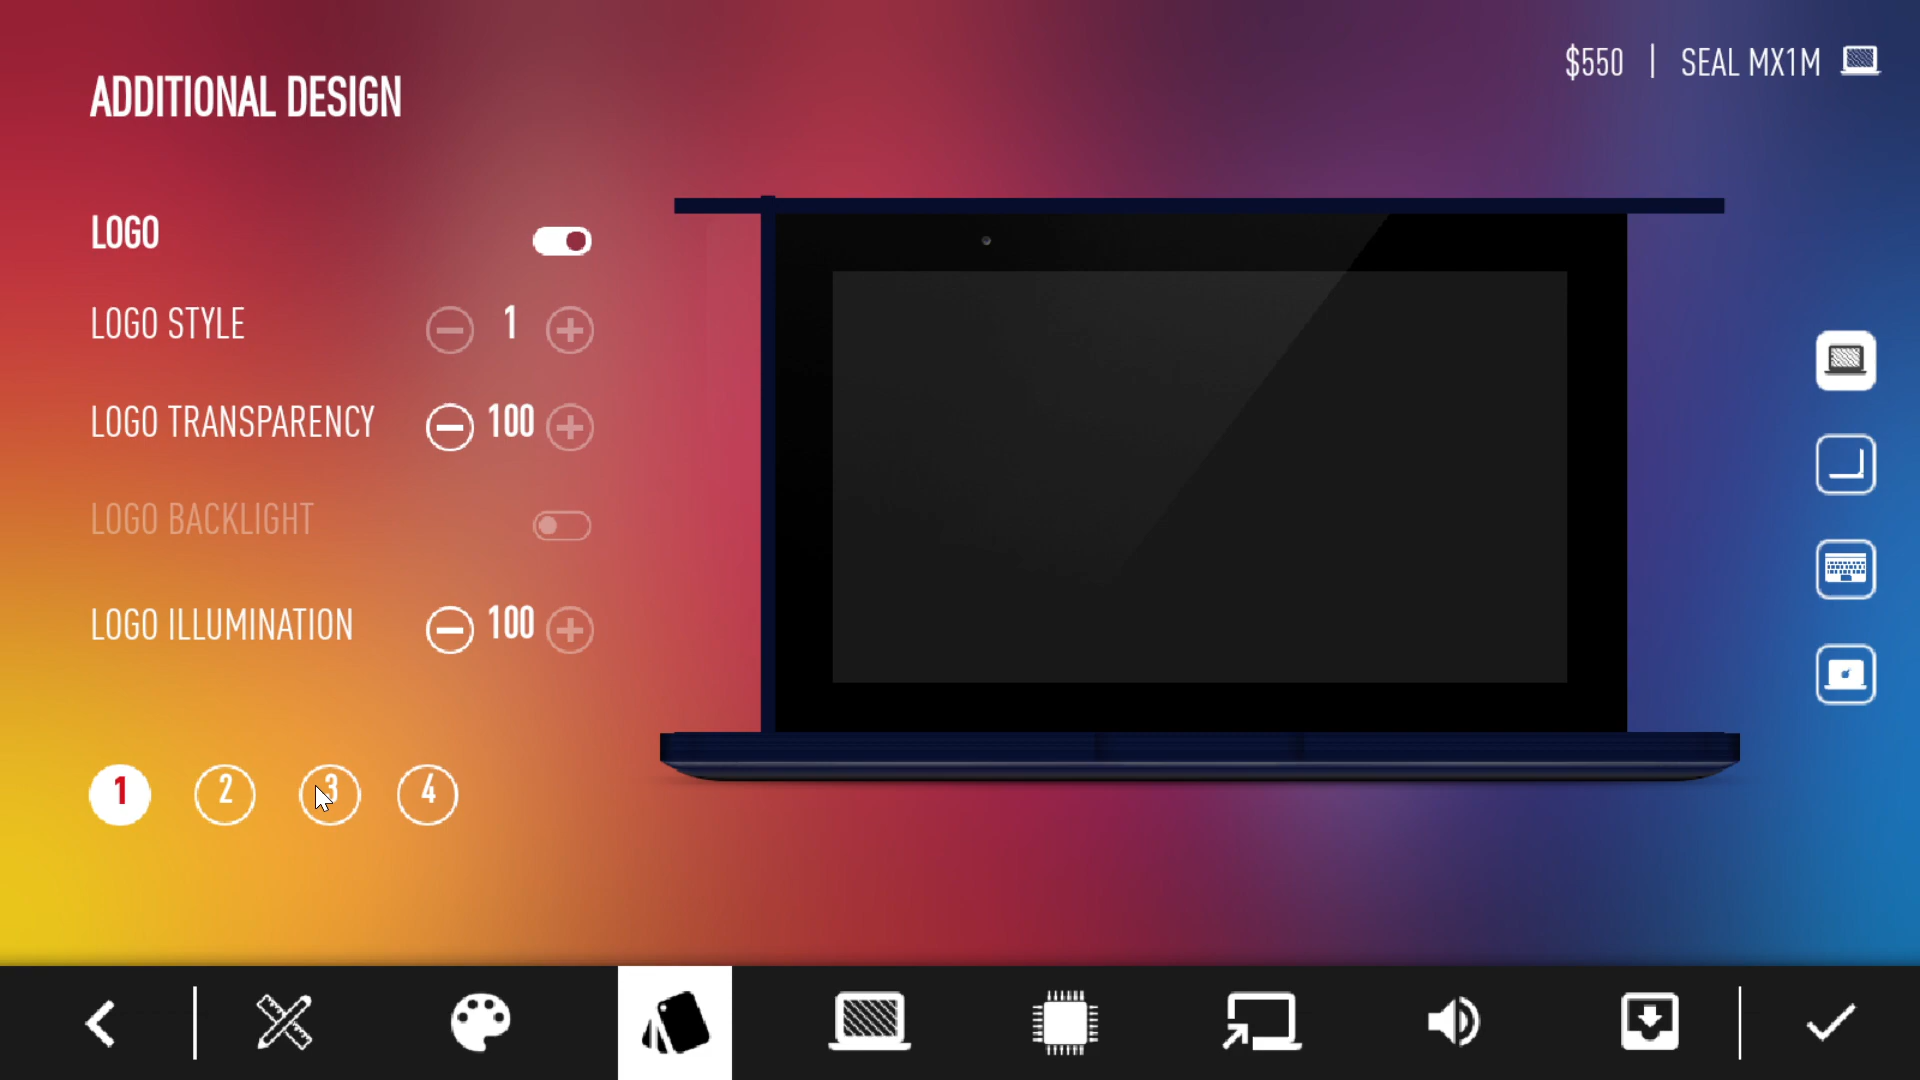 $550 | SEAL MX1M
ADDITIONAL DESIGN
LOGO
LOGO STYLE 1
LOGO TRANSPARENCY 100
LOGO BACKLIGHT
LOGO ILLUMINATION 100
1 2 3 4